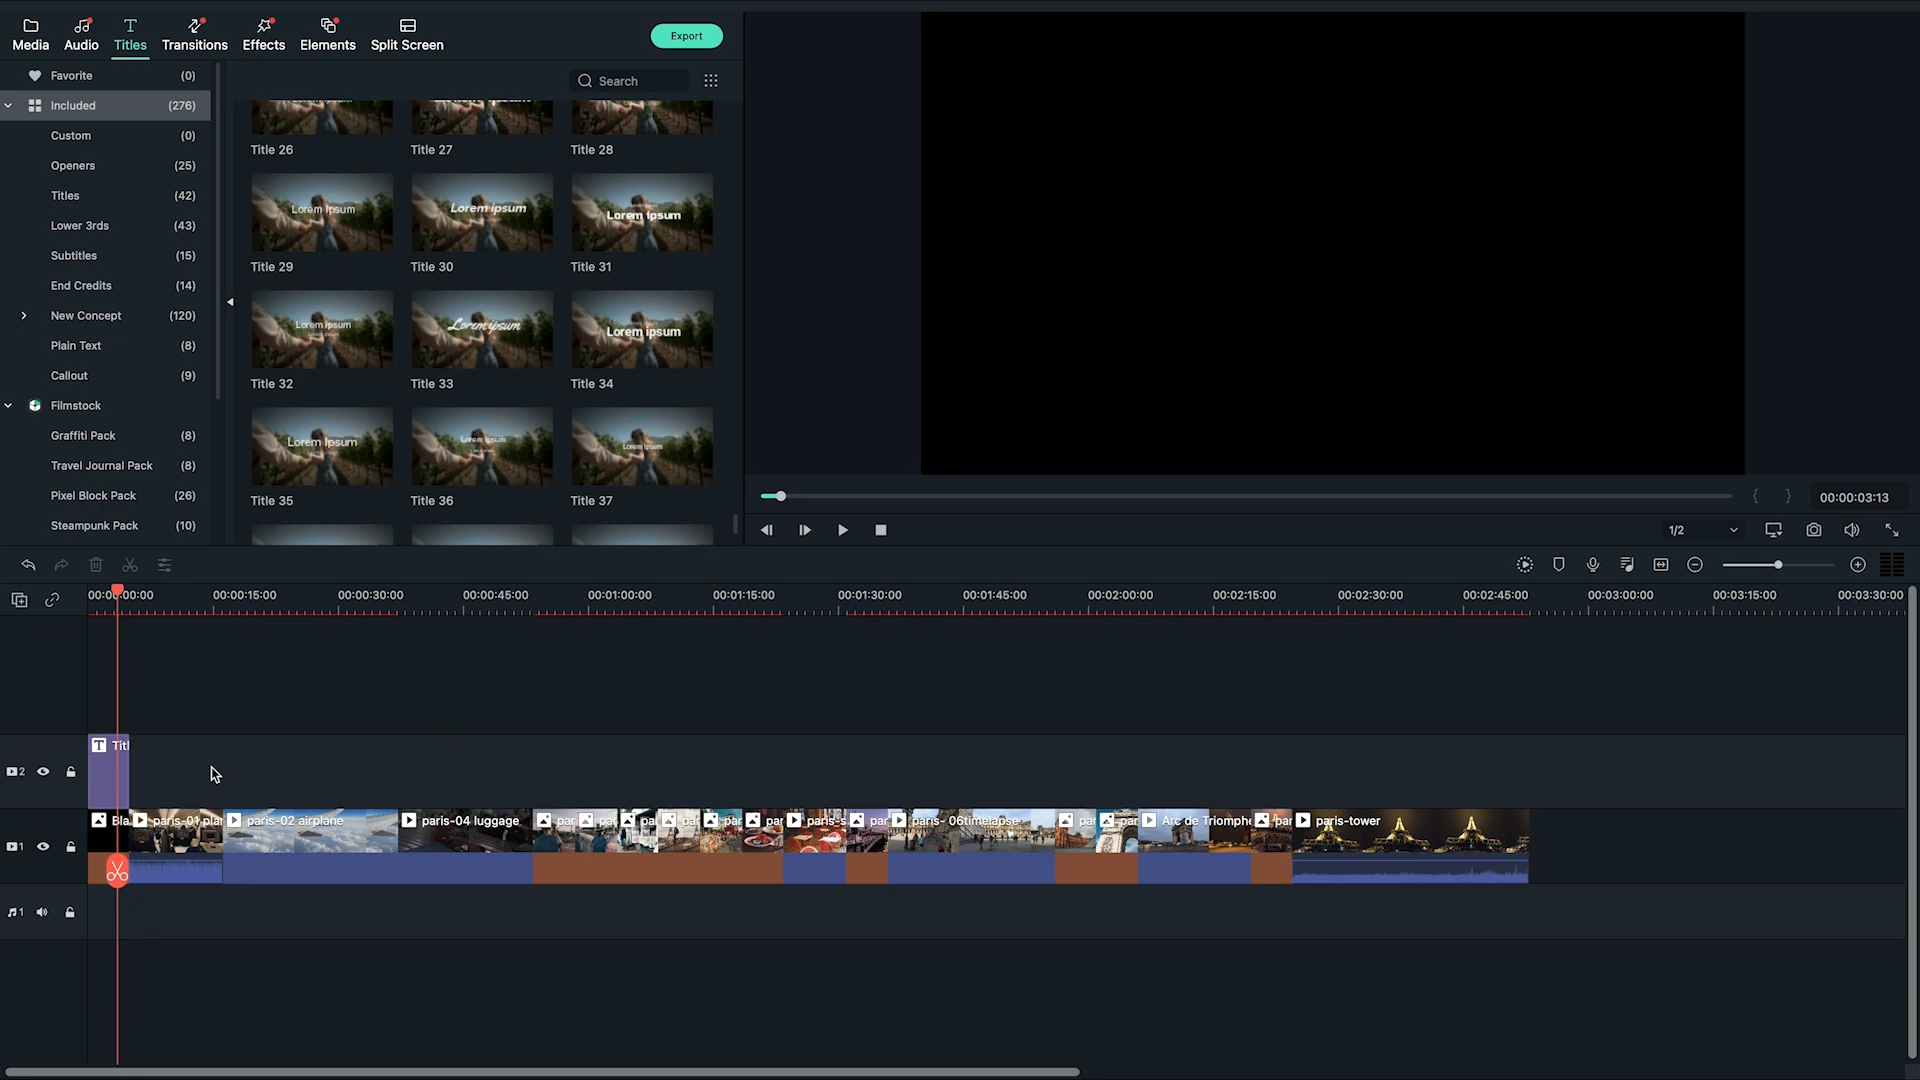 Media Audio Titles Transitions Effects Elements Split Screen
Export
Favorite (0)
Included (276)
Custom (0)
Openers (25)
Titles (42)
Lower 3rds (43)
Subtitles (15)
End Credits (14)
New Concept (120)
Plain Text (8)
Callout (9)
Filmstock
Graffiti Pack (8)
Travel Journal Pack (8)
Pixel Block Pack (26)
Steampunk Pack (10)
Search
Title 26 Title 27 Title 28
Lorem Ipsum Lorem ipsum Lorem ipsum
Title 29 Title 30 Title 31
Lorem Ipsum Lorem ipsum Lorem ipsum
Title 32 Title 33 Title 34
Lorem Ipsum Lorem Ipsum Lorem Ipsum
Title 35 Title 36 Title 37
00:00:03:13
1/2
00:00:00:00 00:00:15:00 00:00:30:00 00:00:45:00 00:01:00:00 00:01:15:00 00:01:30:00 00:01:45:00 00:02:00:00 00:02:15:00 00:02:30:00 00:02:45:00 00:03:00:00 00:03:15:00 00:03:30:00
T Titl
2
Bla paris-01 plan paris-02 airplane paris-04 luggage par par par par par par paris-s par paris- 06timelapse par par Arc de Triomphe par paris-tower
1
1